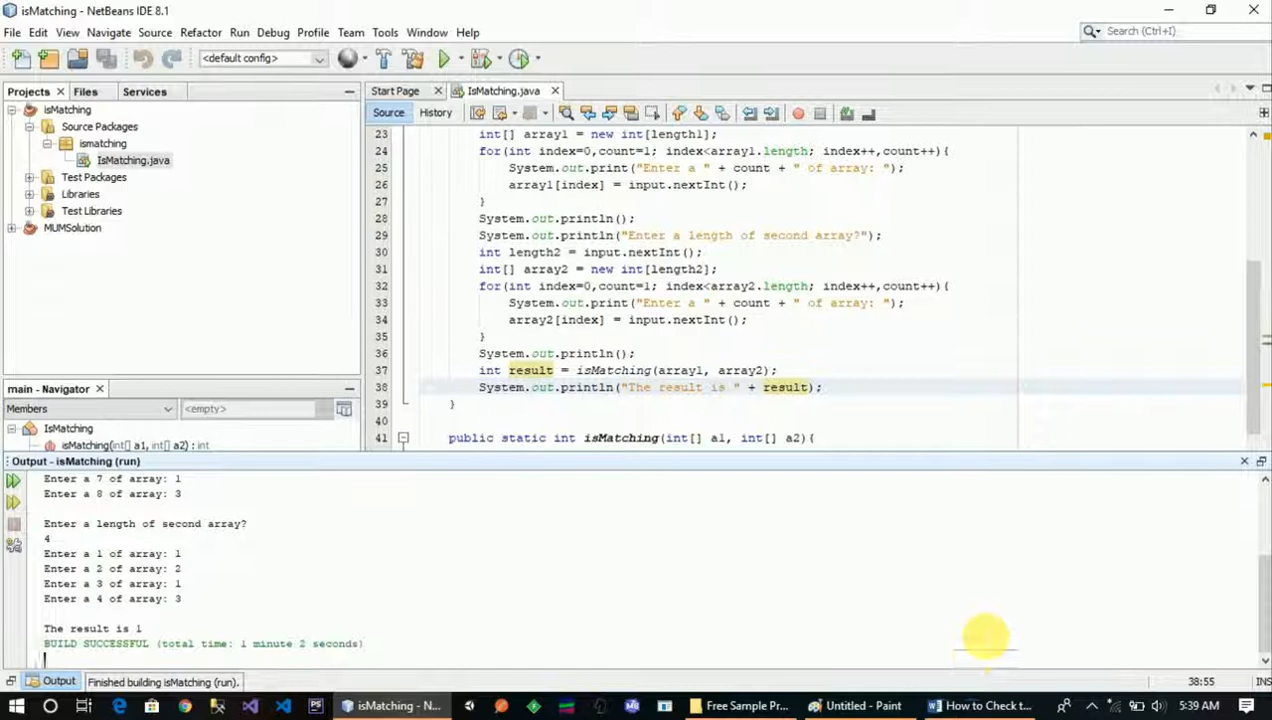 isMatching - NetBeans IDE 8.1
File Edit View Navigate Source Refactor Run Debug Profile Team Tools Window Help
Search (Ctrl+I)
<default config>
Projects Files Services
Start Page IsMatching.java
Source History
isMatching
Source Packages
ismatching
IsMatching.java
Test Packages
Libraries
Test Libraries
MUMSolution
23 int[] array1 = new int[length1];
24 for(int index=0,count=1; index<array1.length; index++,count++){
25 System.out.print("Enter a " + count + " of array: ");
26 array1[index] = input.nextInt();
27 }
28 System.out.println();
29 System.out.println("Enter a length of second array?");
30 int length2 = input.nextInt();
31 int[] array2 = new int[length2];
32 for(int index=0,count=1; index<array2.length; index++,count++){
33 System.out.print("Enter a " + count + " of array: ");
34 array2[index] = input.nextInt();
35 }
36 System.out.println();
37 int result = isMatching(array1, array2);
38 System.out.println("The result is " + result);
39 }
40
41 public static int isMatching(int[] a1, int[] a2){
main - Navigator
Members <empty>
IsMatching
isMatching(int[] a1, int[] a2) : int
Output - isMatching (run)
Enter a 7 of array: 1
Enter a 8 of array: 3
Enter a length of second array?
4
Enter a 1 of array: 1
Enter a 2 of array: 2
Enter a 3 of array: 1
Enter a 4 of array: 3
The result is 1
BUILD SUCCESSFUL (total time: 1 minute 2 seconds)
Output Finished building isMatching (run). 38:55 INS
isMatching - N... Free Sample Pr... Untitled - Paint How to Check t... 5:39 AM